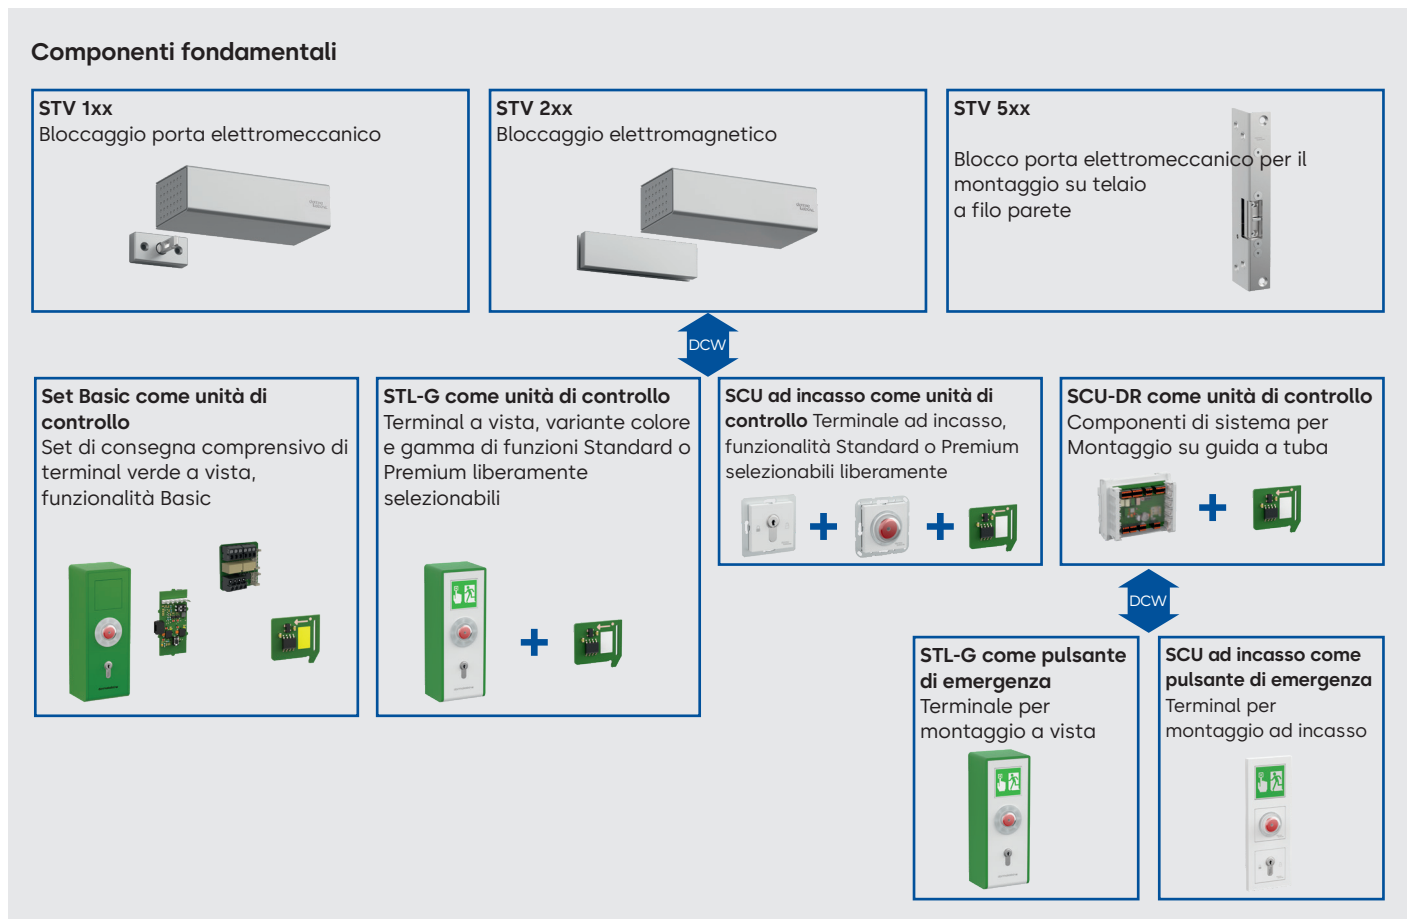 Componenti fondamentali
STV 1xx
Bloccaggio porta elettromeccanico
STV 2xx
Bloccaggio elettromagnetico
STV 5xx
Blocco porta elettromeccanico per il
montaggio su telaio
a filo parete
DCW
Set Basic come unità di
controllo
Set di consegna comprensivo di
terminal verde a vista,
funzionalità Basic
STL-G come unità di controllo
Terminal a vista, variante colore
e gamma di funzioni Standard o
Premium liberamente
selezionabili
SCU ad incasso come unità di
controllo Terminale ad incasso,
funzionalità Standard o Premium
selezionabili liberamente
SCU-DR come unità di controllo
Componenti di sistema per
Montaggio su guida a tuba
DCW
STL-G come pulsante
di emergenza
Terminale per
montaggio a vista
SCU ad incasso come
pulsante di emergenza
Terminal per
montaggio ad incasso